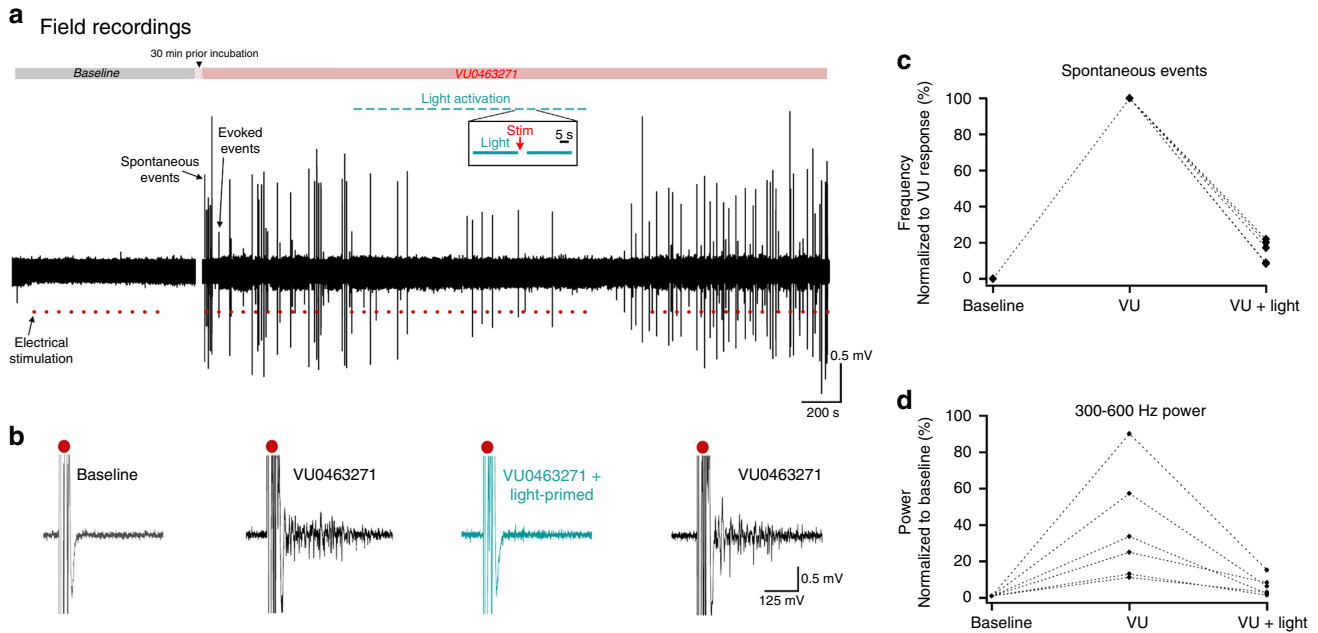 a
Field recordings
30 min prior incubation
Baseline
VU0463271
Light activation
Stim
Light
5 s
Evoked
events
Spontaneous
events
Electrical
stimulation
0.5 mV
200 s
b
Baseline
VU0463271
VU0463271 +
light-primed
VU0463271
0.5 mV
125 mV
c
Spontaneous events
Frequency
Normalized to VU response (%)
100
80
60
40
20
0
Baseline
VU
VU + light
d
300-600 Hz power
Power
Normalized to baseline (%)
100
80
60
40
20
0
Baseline
VU
VU + light